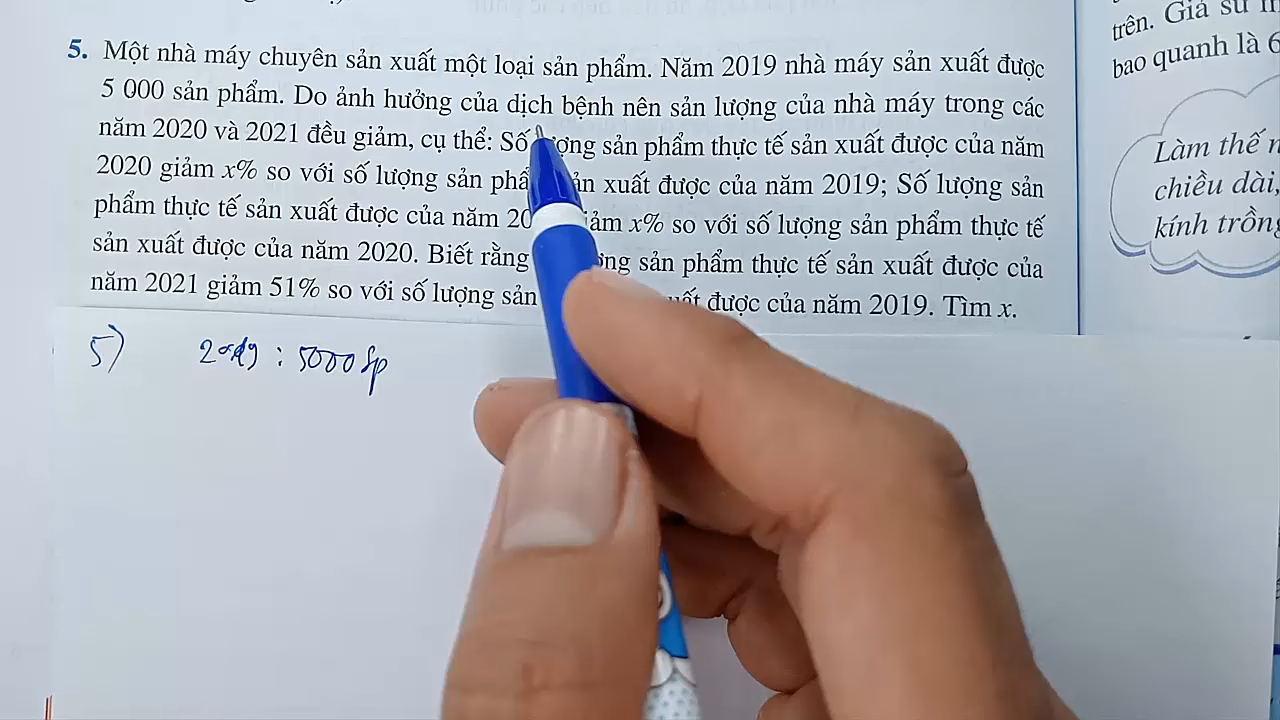 5. Một nhà máy chuyên sản xuất một loại sản phẩm. Năm 2019 nhà máy sản xuất được
5 000 sản phẩm. Do ảnh hưởng của dịch bệnh nên sản lượng của nhà máy trong các
năm 2020 và 2021 đều giảm, cụ thể: Số sản phẩm thực tế sản xuất được của năm
2020 giảm x% so với số lượng sản xuất được của năm 2019; Số lượng sản
phẩm thực tế sản xuất được của năm x% so với số lượng sản phẩm thực tế
sản xuất được của năm 2020. Biết rằng sản phẩm thực tế sản xuất được của
năm 2021 giảm 51% so với số lượng sản được của năm 2019. Tìm x.
5) 2019 : 5000 sp
trên. Giả sử
bao quanh là 6
Làm thế
chiều dài,
kính trồng